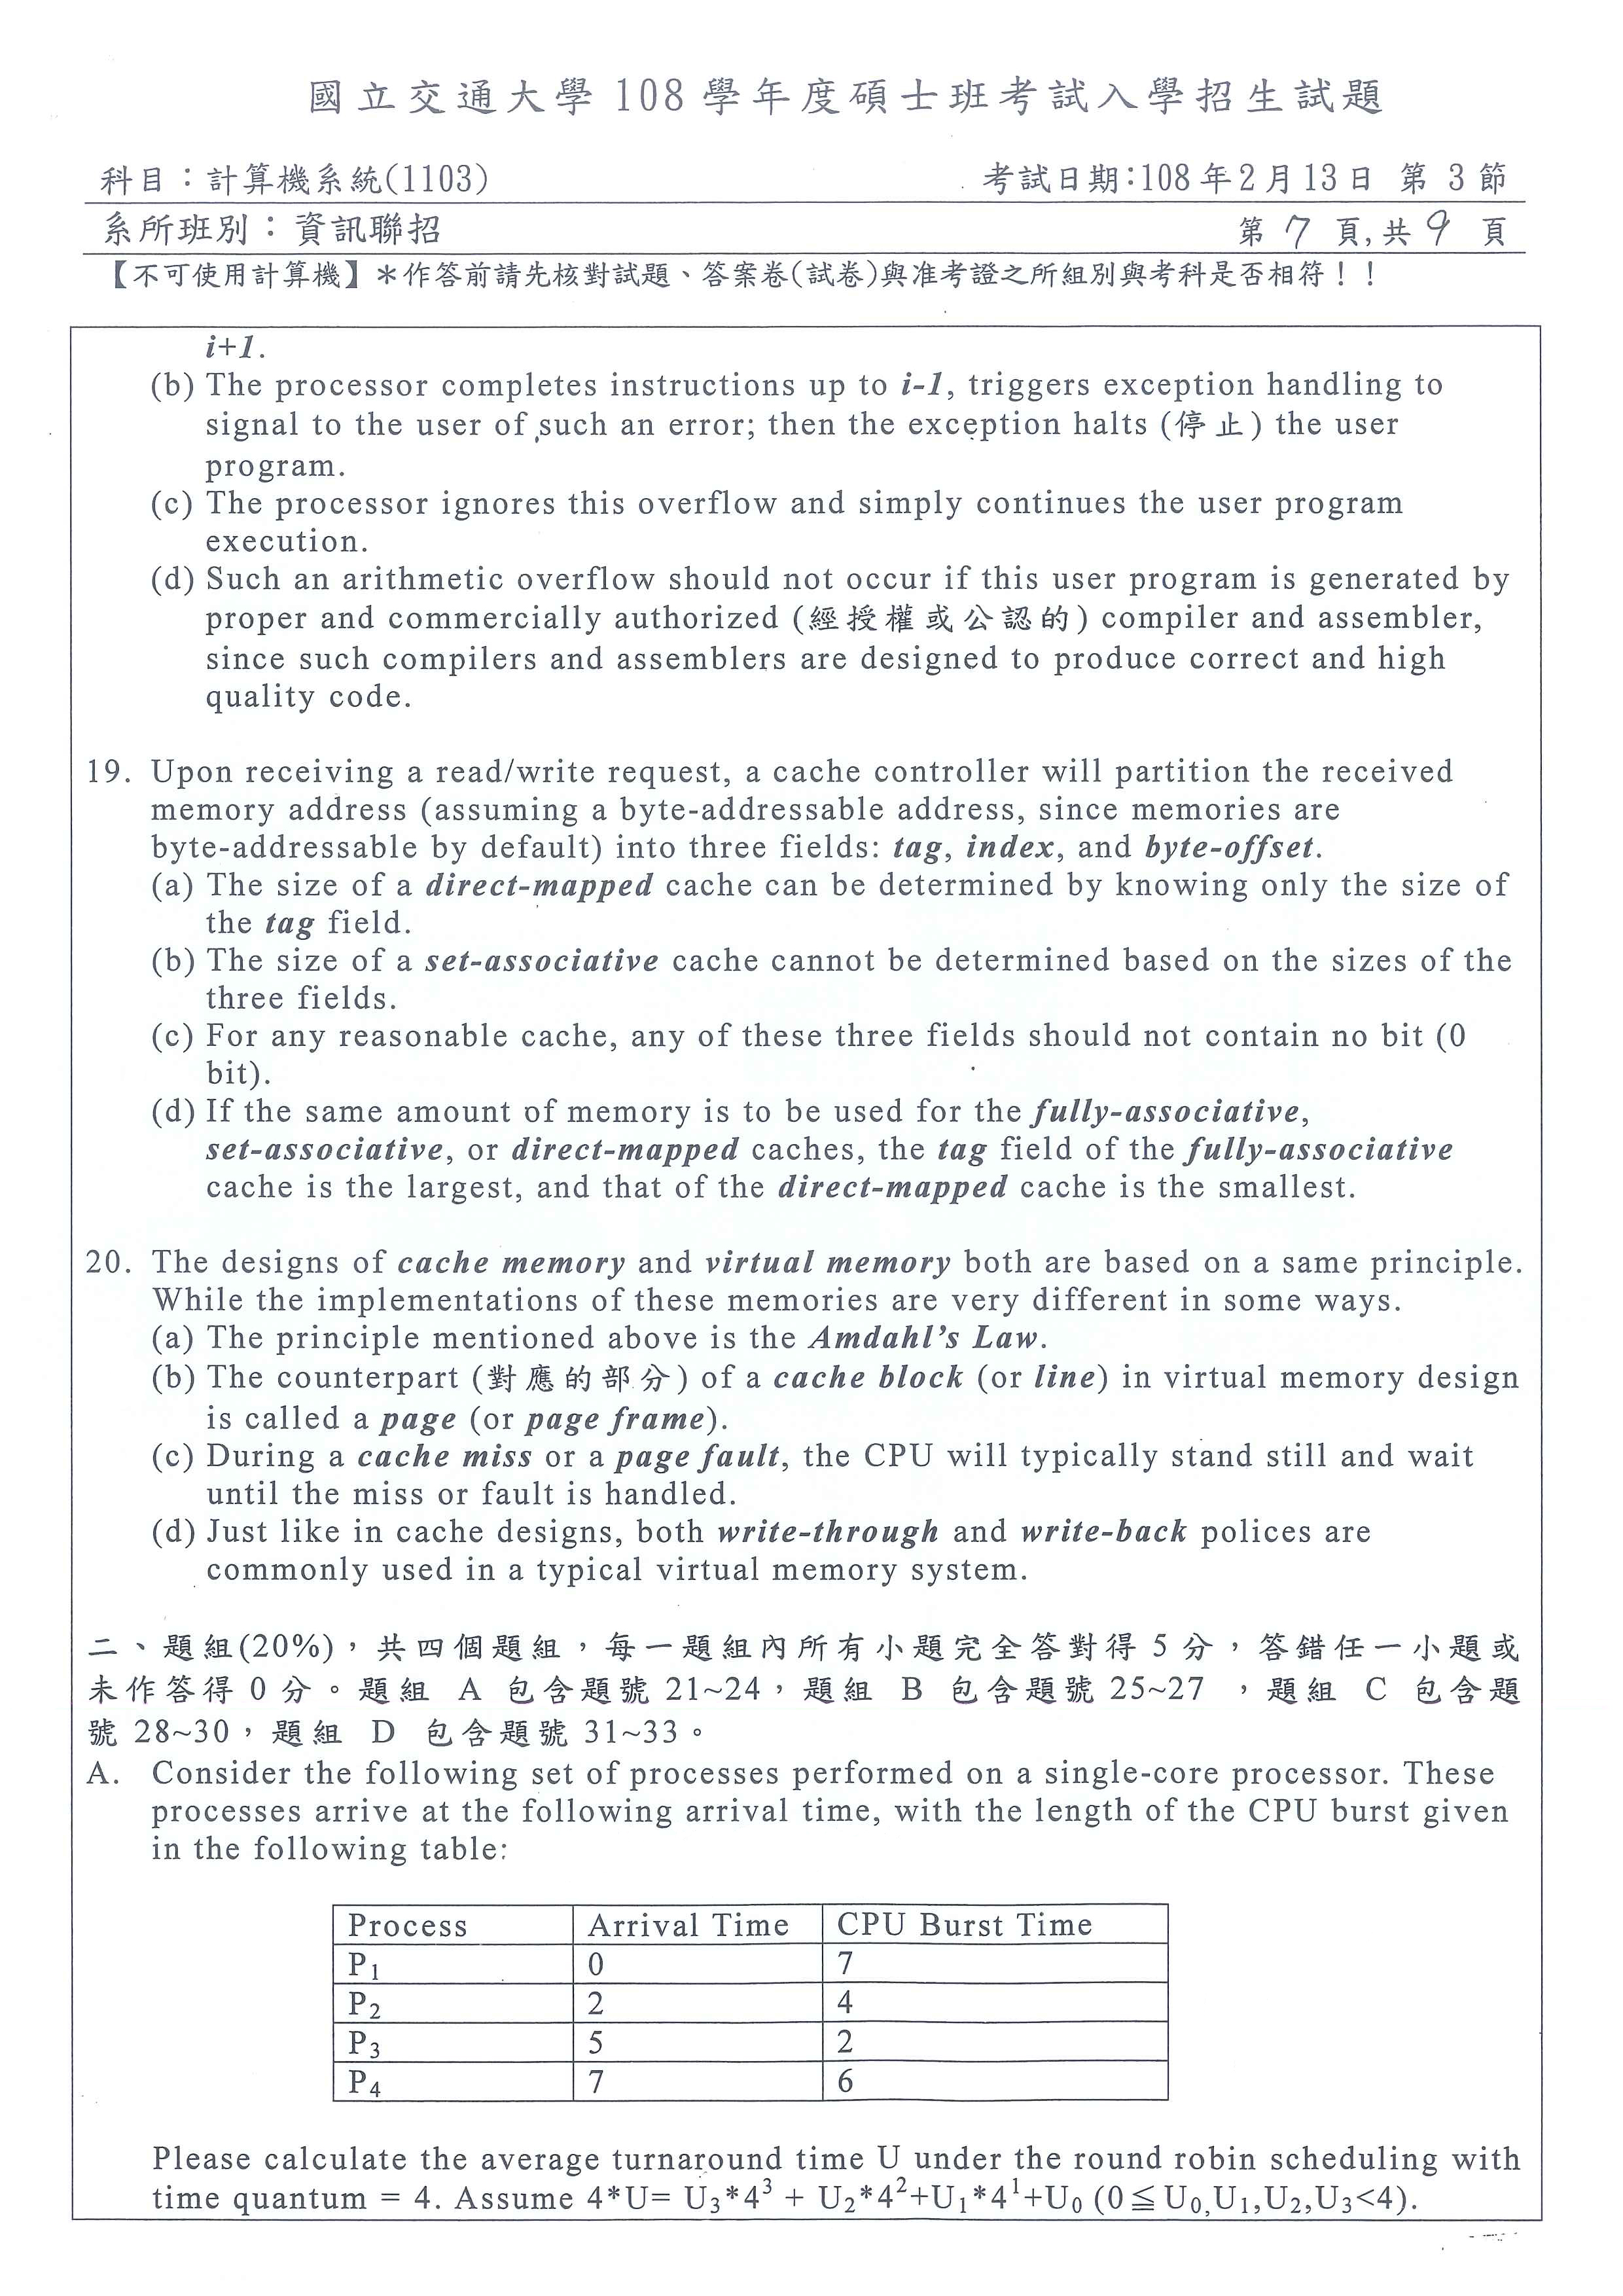 國立交通大學 108 學年度碩士班考試入學招生試題
科目：計算機系統(1103) 考試日期:108 年 2 月 13 日 第 3 節
系所班別：資訊聯招 第 7 頁,共 9 頁
【不可使用計算機】＊作答前請先核對試題、答案卷(試卷)與准考證之所組別與考科是否相符！！
i+1.
(b) The processor completes instructions up to i-1, triggers exception handling to
signal to the user of such an error; then the exception halts (停止) the user
program.
(c) The processor ignores this overflow and simply continues the user program
execution.
(d) Such an arithmetic overflow should not occur if this user program is generated by
proper and commercially authorized (經授權或公認的) compiler and assembler,
since such compilers and assemblers are designed to produce correct and high
quality code.
19. Upon receiving a read/write request, a cache controller will partition the received
memory address (assuming a byte-addressable address, since memories are
byte-addressable by default) into three fields: tag, index, and byte-offset.
(a) The size of a direct-mapped cache can be determined by knowing only the size of
the tag field.
(b) The size of a set-associative cache cannot be determined based on the sizes of the
three fields.
(c) For any reasonable cache, any of these three fields should not contain no bit (0
bit).
(d) If the same amount of memory is to be used for the fully-associative,
set-associative, or direct-mapped caches, the tag field of the fully-associative
cache is the largest, and that of the direct-mapped cache is the smallest.
20. The designs of cache memory and virtual memory both are based on a same principle.
While the implementations of these memories are very different in some ways.
(a) The principle mentioned above is the Amdahl's Law.
(b) The counterpart (對應的部分) of a cache block (or line) in virtual memory design
is called a page (or page frame).
(c) During a cache miss or a page fault, the CPU will typically stand still and wait
until the miss or fault is handled.
(d) Just like in cache designs, both write-through and write-back polices are
commonly used in a typical virtual memory system.
二、題組(20%)，共四個題組，每一題組內所有小題完全答對得 5 分，答錯任一小題或
未作答得 0 分。題組 A 包含題號 21~24，題組 B 包含題號 25~27 ，題組 C 包含題
號 28~30，題組 D 包含題號 31~33。
A. Consider the following set of processes performed on a single-core processor. These
processes arrive at the following arrival time, with the length of the CPU burst given
in the following table:
Process Arrival Time CPU Burst Time
P₁ 0 7
P₂ 2 4
P₃ 5 2
P₄ 7 6
Please calculate the average turnaround time U under the round robin scheduling with
time quantum = 4. Assume 4*U= U₃*4³ + U₂*4²+U₁*4¹+U₀ (0≦U₀,U₁,U₂,U₃<4).